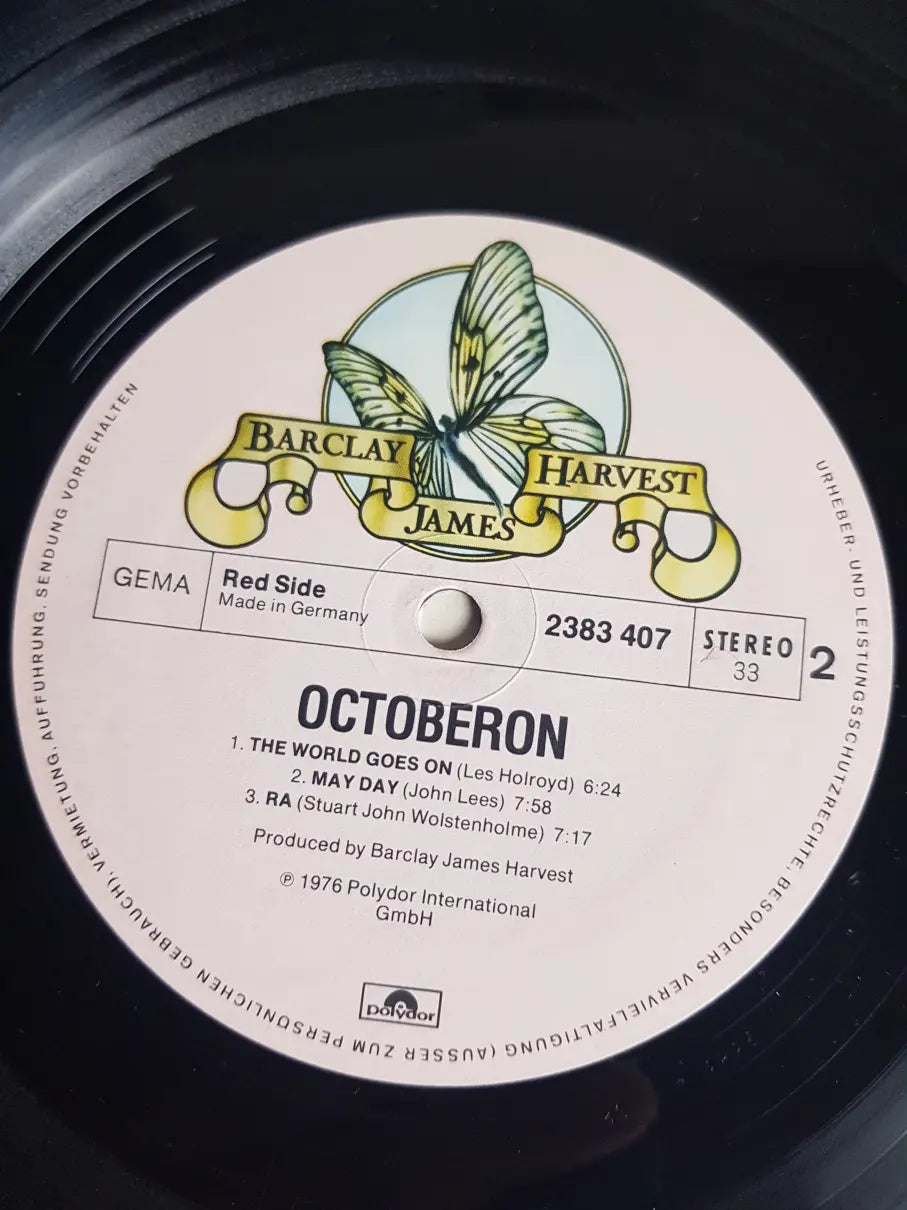 BARCLAY
JAMES
HARVEST
GEMA
Red Side
Made in Germany
2383 407
STEREO
33
2
OCTOBERON
1. THE WORLD GOES ON (Les Holroyd) 6:24
2. MAY DAY (John Lees) 7:58
3. RA (Stuart John Wolstenholme) 7:17
Produced by Barclay James Harvest
℗ 1976 Polydor International
GmbH
polydor
URHEBER- UND LEISTUNGSSCHUTZRECHTE, BESONDERS VERVIELFÄLTIGUNG (AUSSER ZUM PERSÖNLICHEN GEBRAUCH), VERMIETUNG, AUFFÜHRUNG, SENDUNG VORBEHALTEN